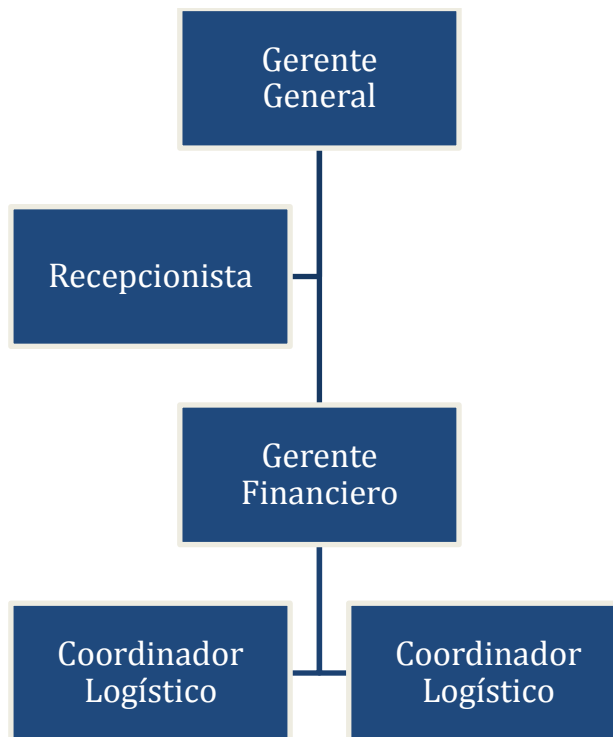 Gerente
General
Recepcionista
Gerente
Financiero
Coordinador
Logístico
Coordinador
Logístico